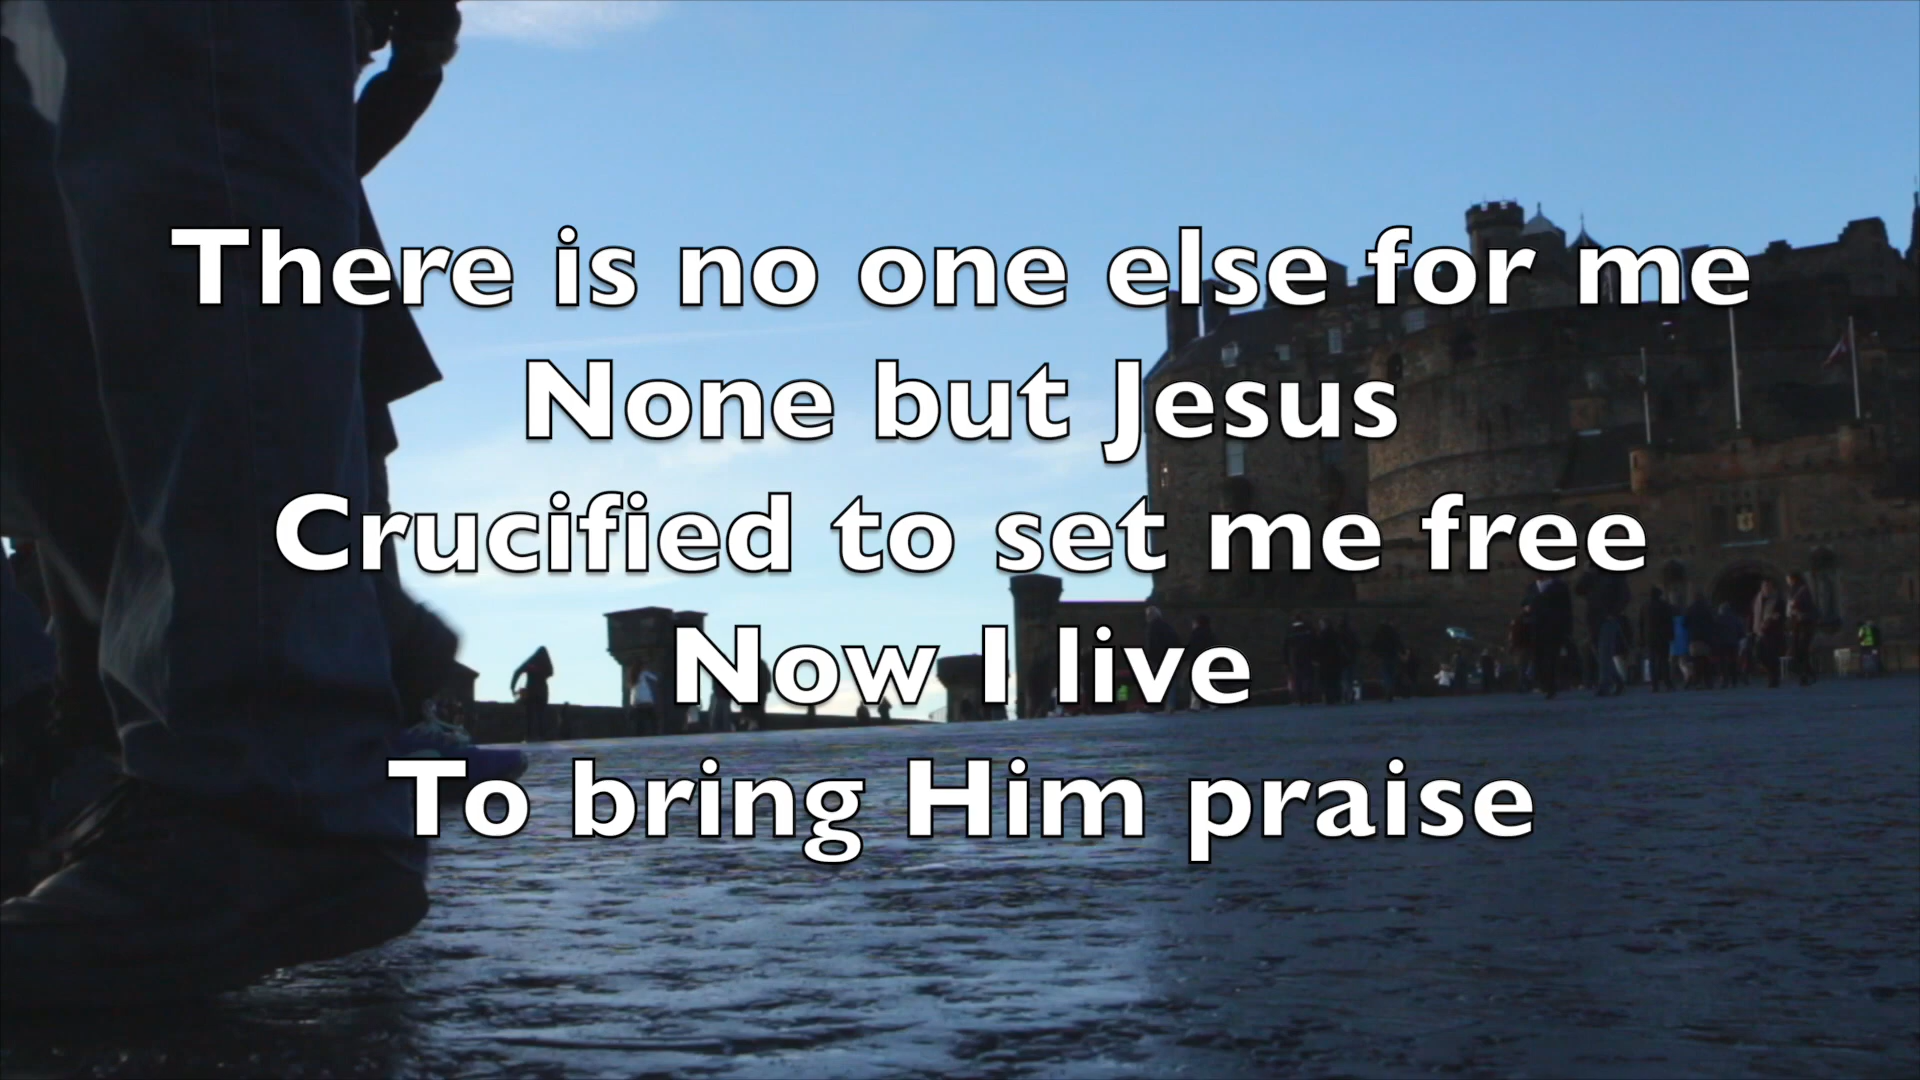 There is no one else for me
None but Jesus
Crucified to set me free
Now I live
To bring Him praise